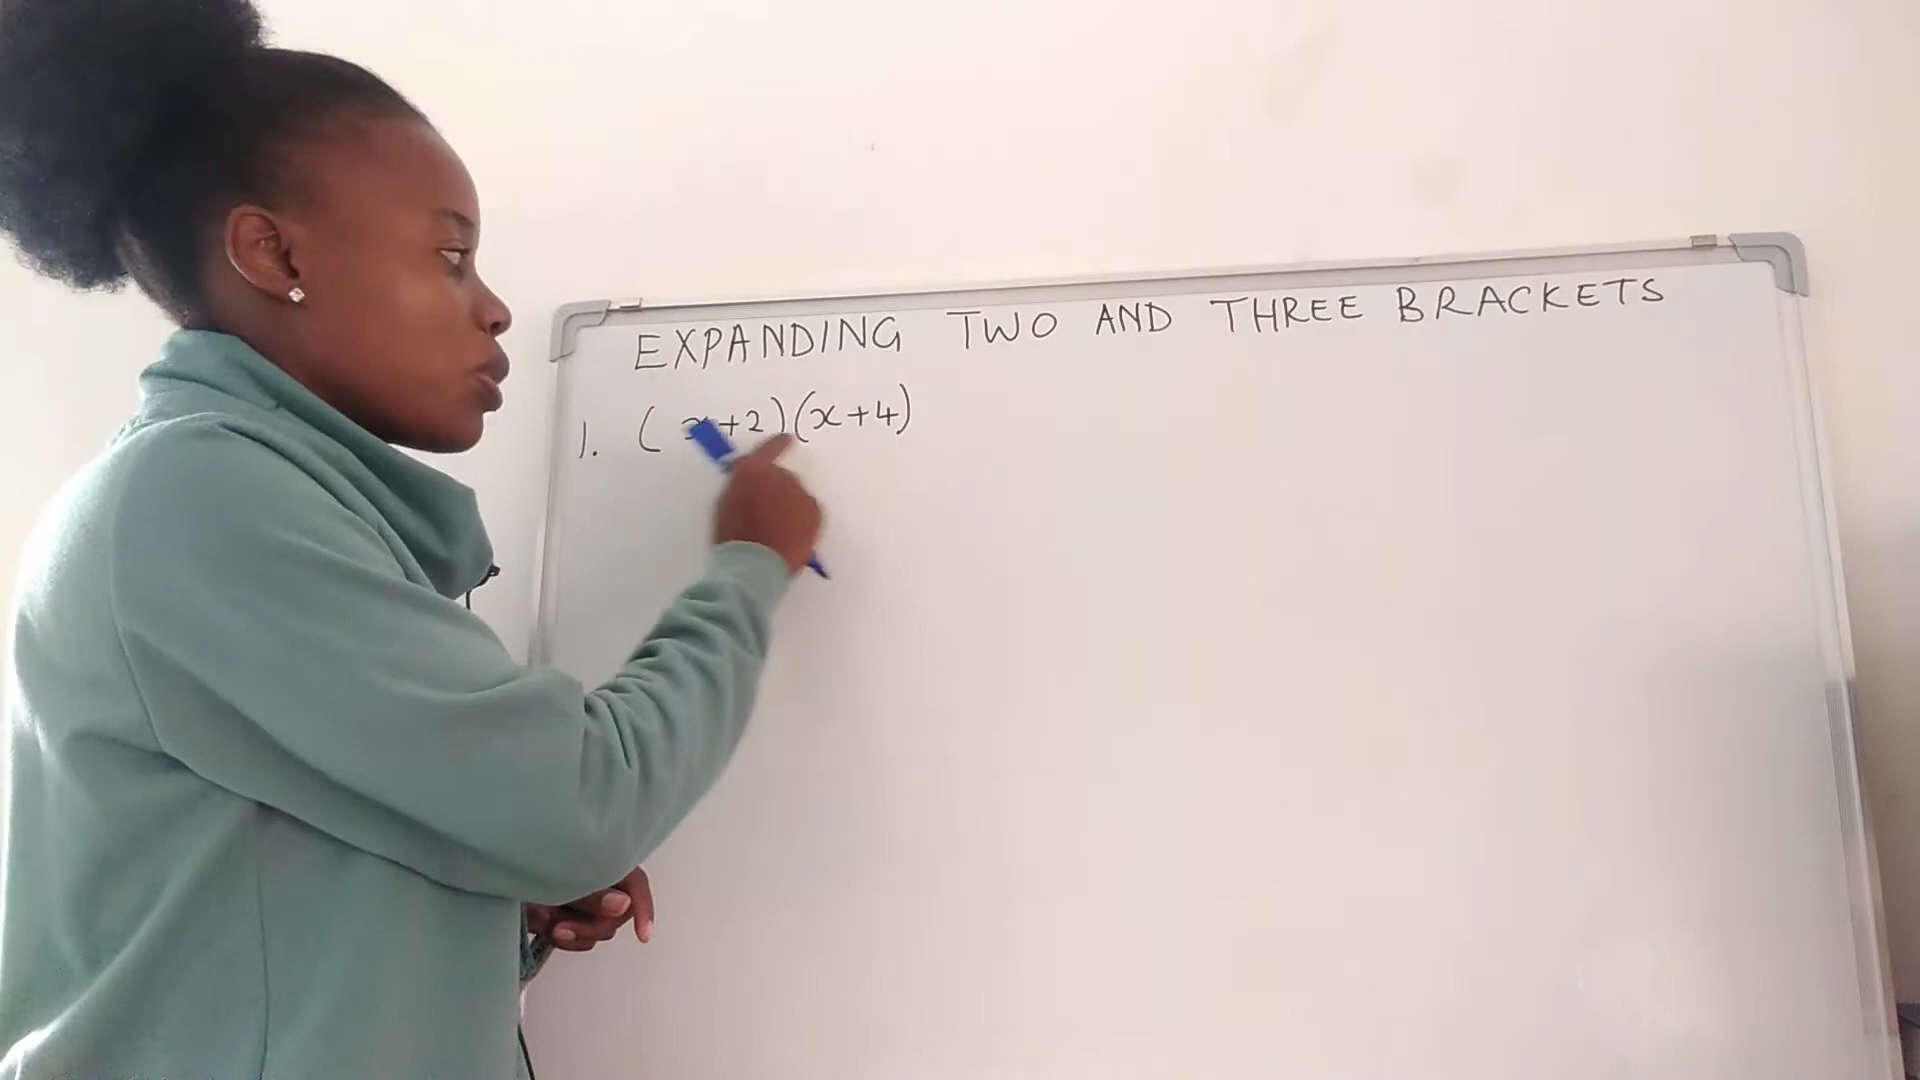 EXPANDING TWO AND THREE BRACKETS
1. (x+2)(x+4)